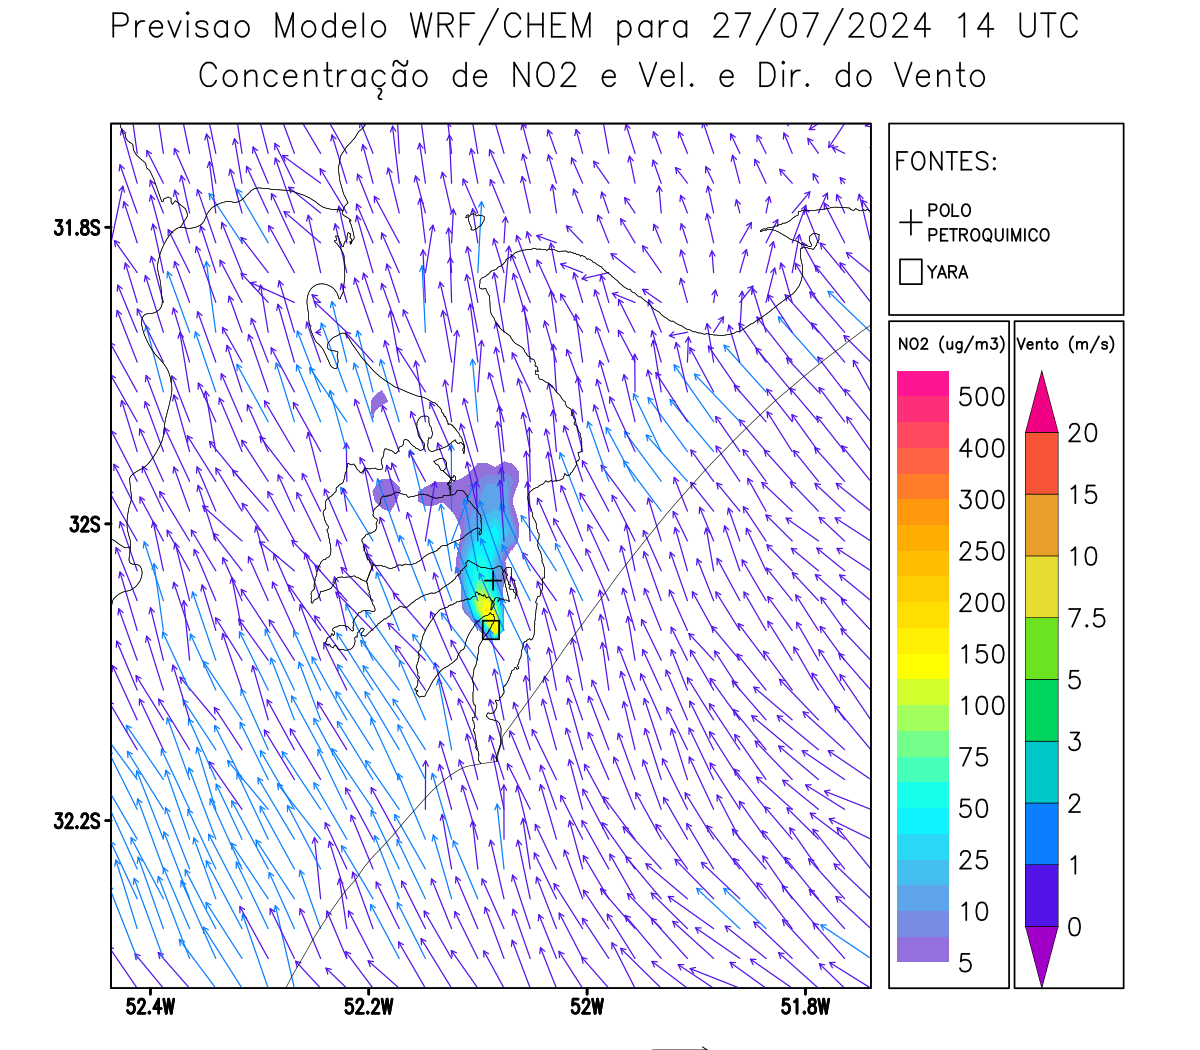 Previsao Modelo WRF/CHEM para 27/07/2024 14 UTC
Concentração de NO2 e Vel. e Dir. do Vento
FONTES:
POLO
PETROQUIMICO
YARA
31.8S
32S
32.2S
52.4W
52.2W
52W
51.8W
NO2 (ug/m3)
500
400
300
250
200
150
100
75
50
25
10
5
Vento (m/s)
20
15
10
7.5
5
3
2
1
0